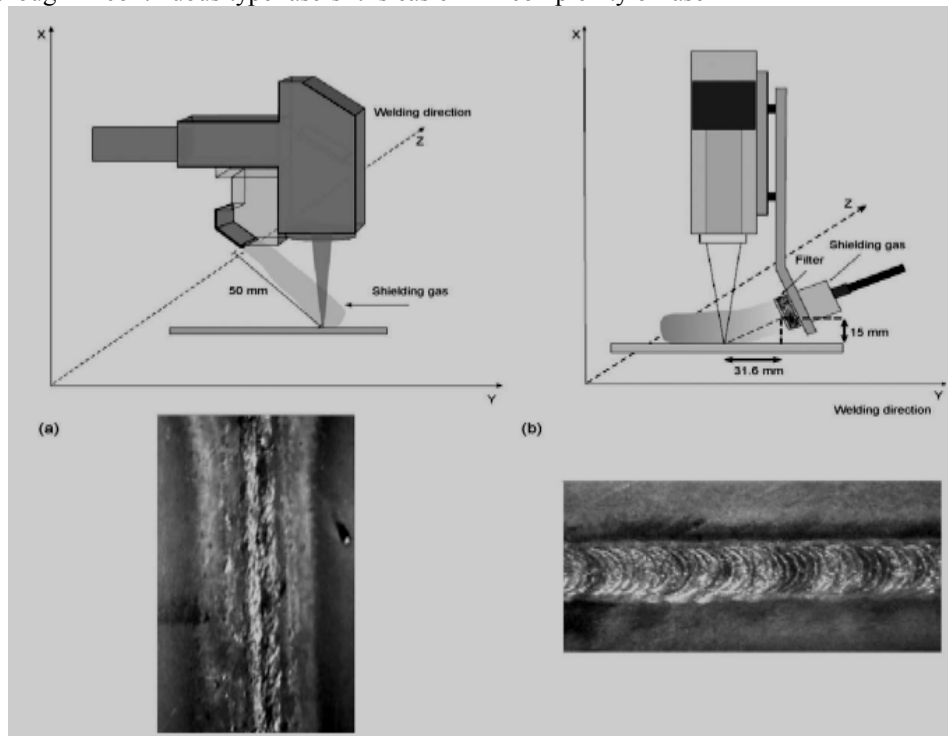 X
Welding direction
Z
50 mm
Shielding gas
Y
(a)
X
Z
Shielding gas
Filter
15 mm
31.6 mm
Y
Welding direction
(b)